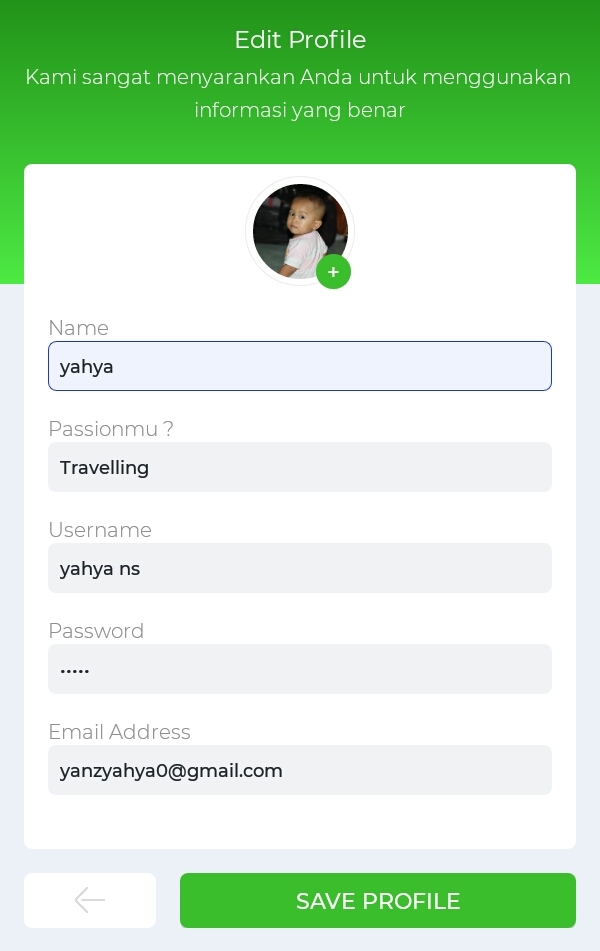 Edit Profile
Kami sangat menyarankan Anda untuk menggunakan
informasi yang benar
+
Name
yahya
Passionmu ?
Travelling
Username
yahya ns
Password
•••••
Email Address
yanzyahya0@gmail.com
SAVE PROFILE